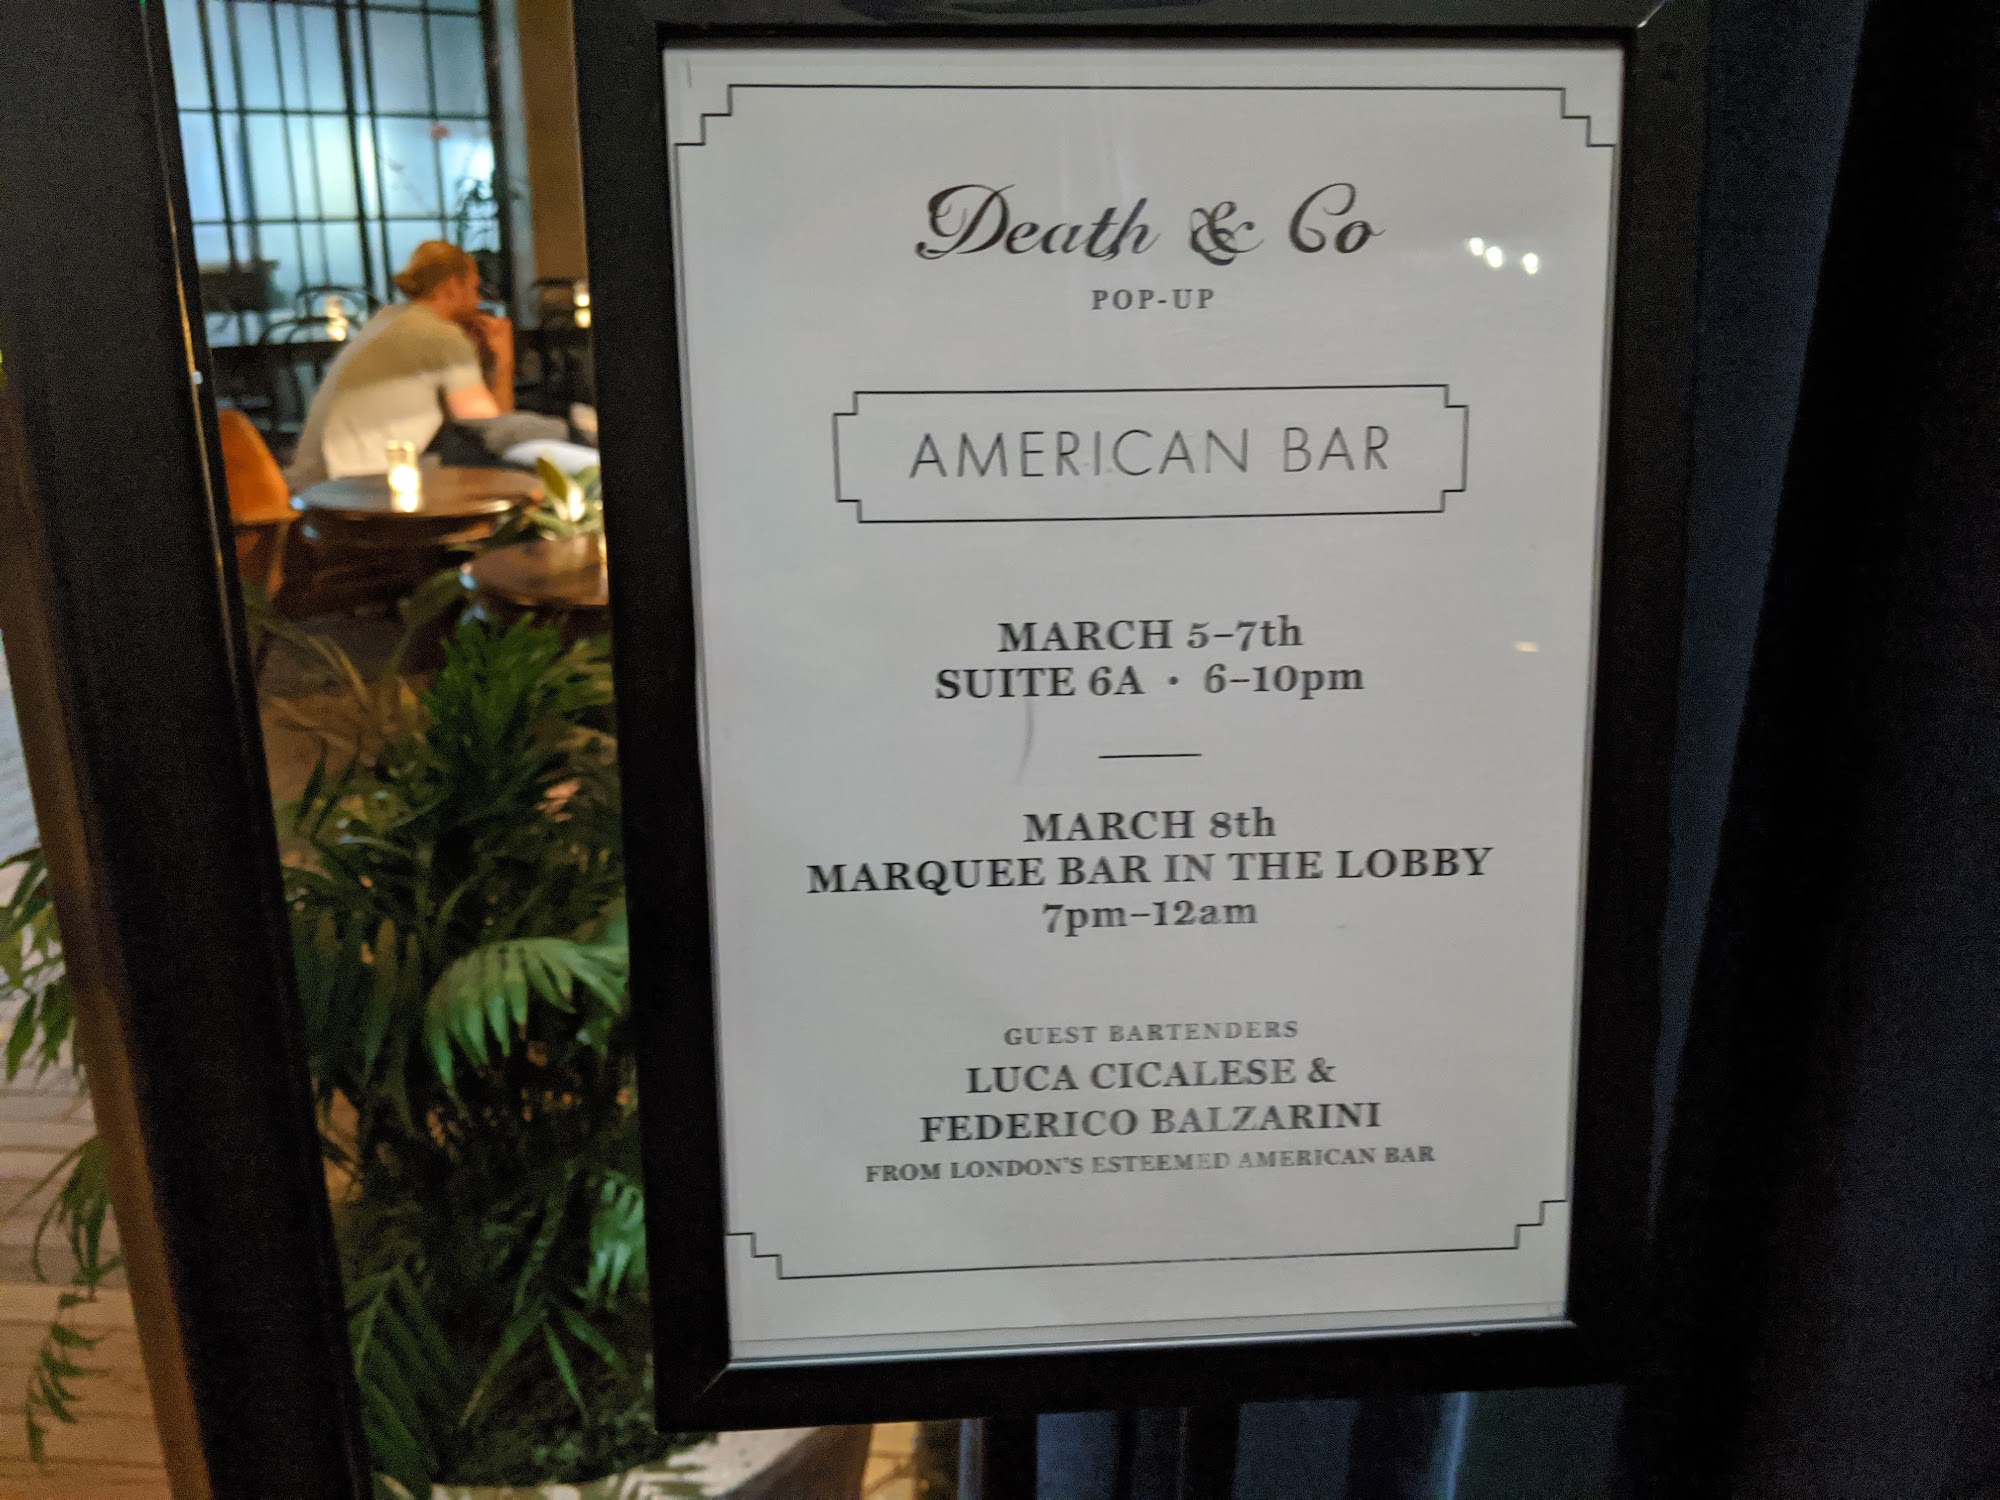 Death & Co
POP-UP
AMERICAN BAR
MARCH 5–7th
SUITE 6A • 6–10pm
MARCH 8th
MARQUEE BAR IN THE LOBBY
7pm–12am
GUEST BARTENDERS
LUCA CICALESE &
FEDERICO BALZARINI
FROM LONDON'S ESTEEMED AMERICAN BAR